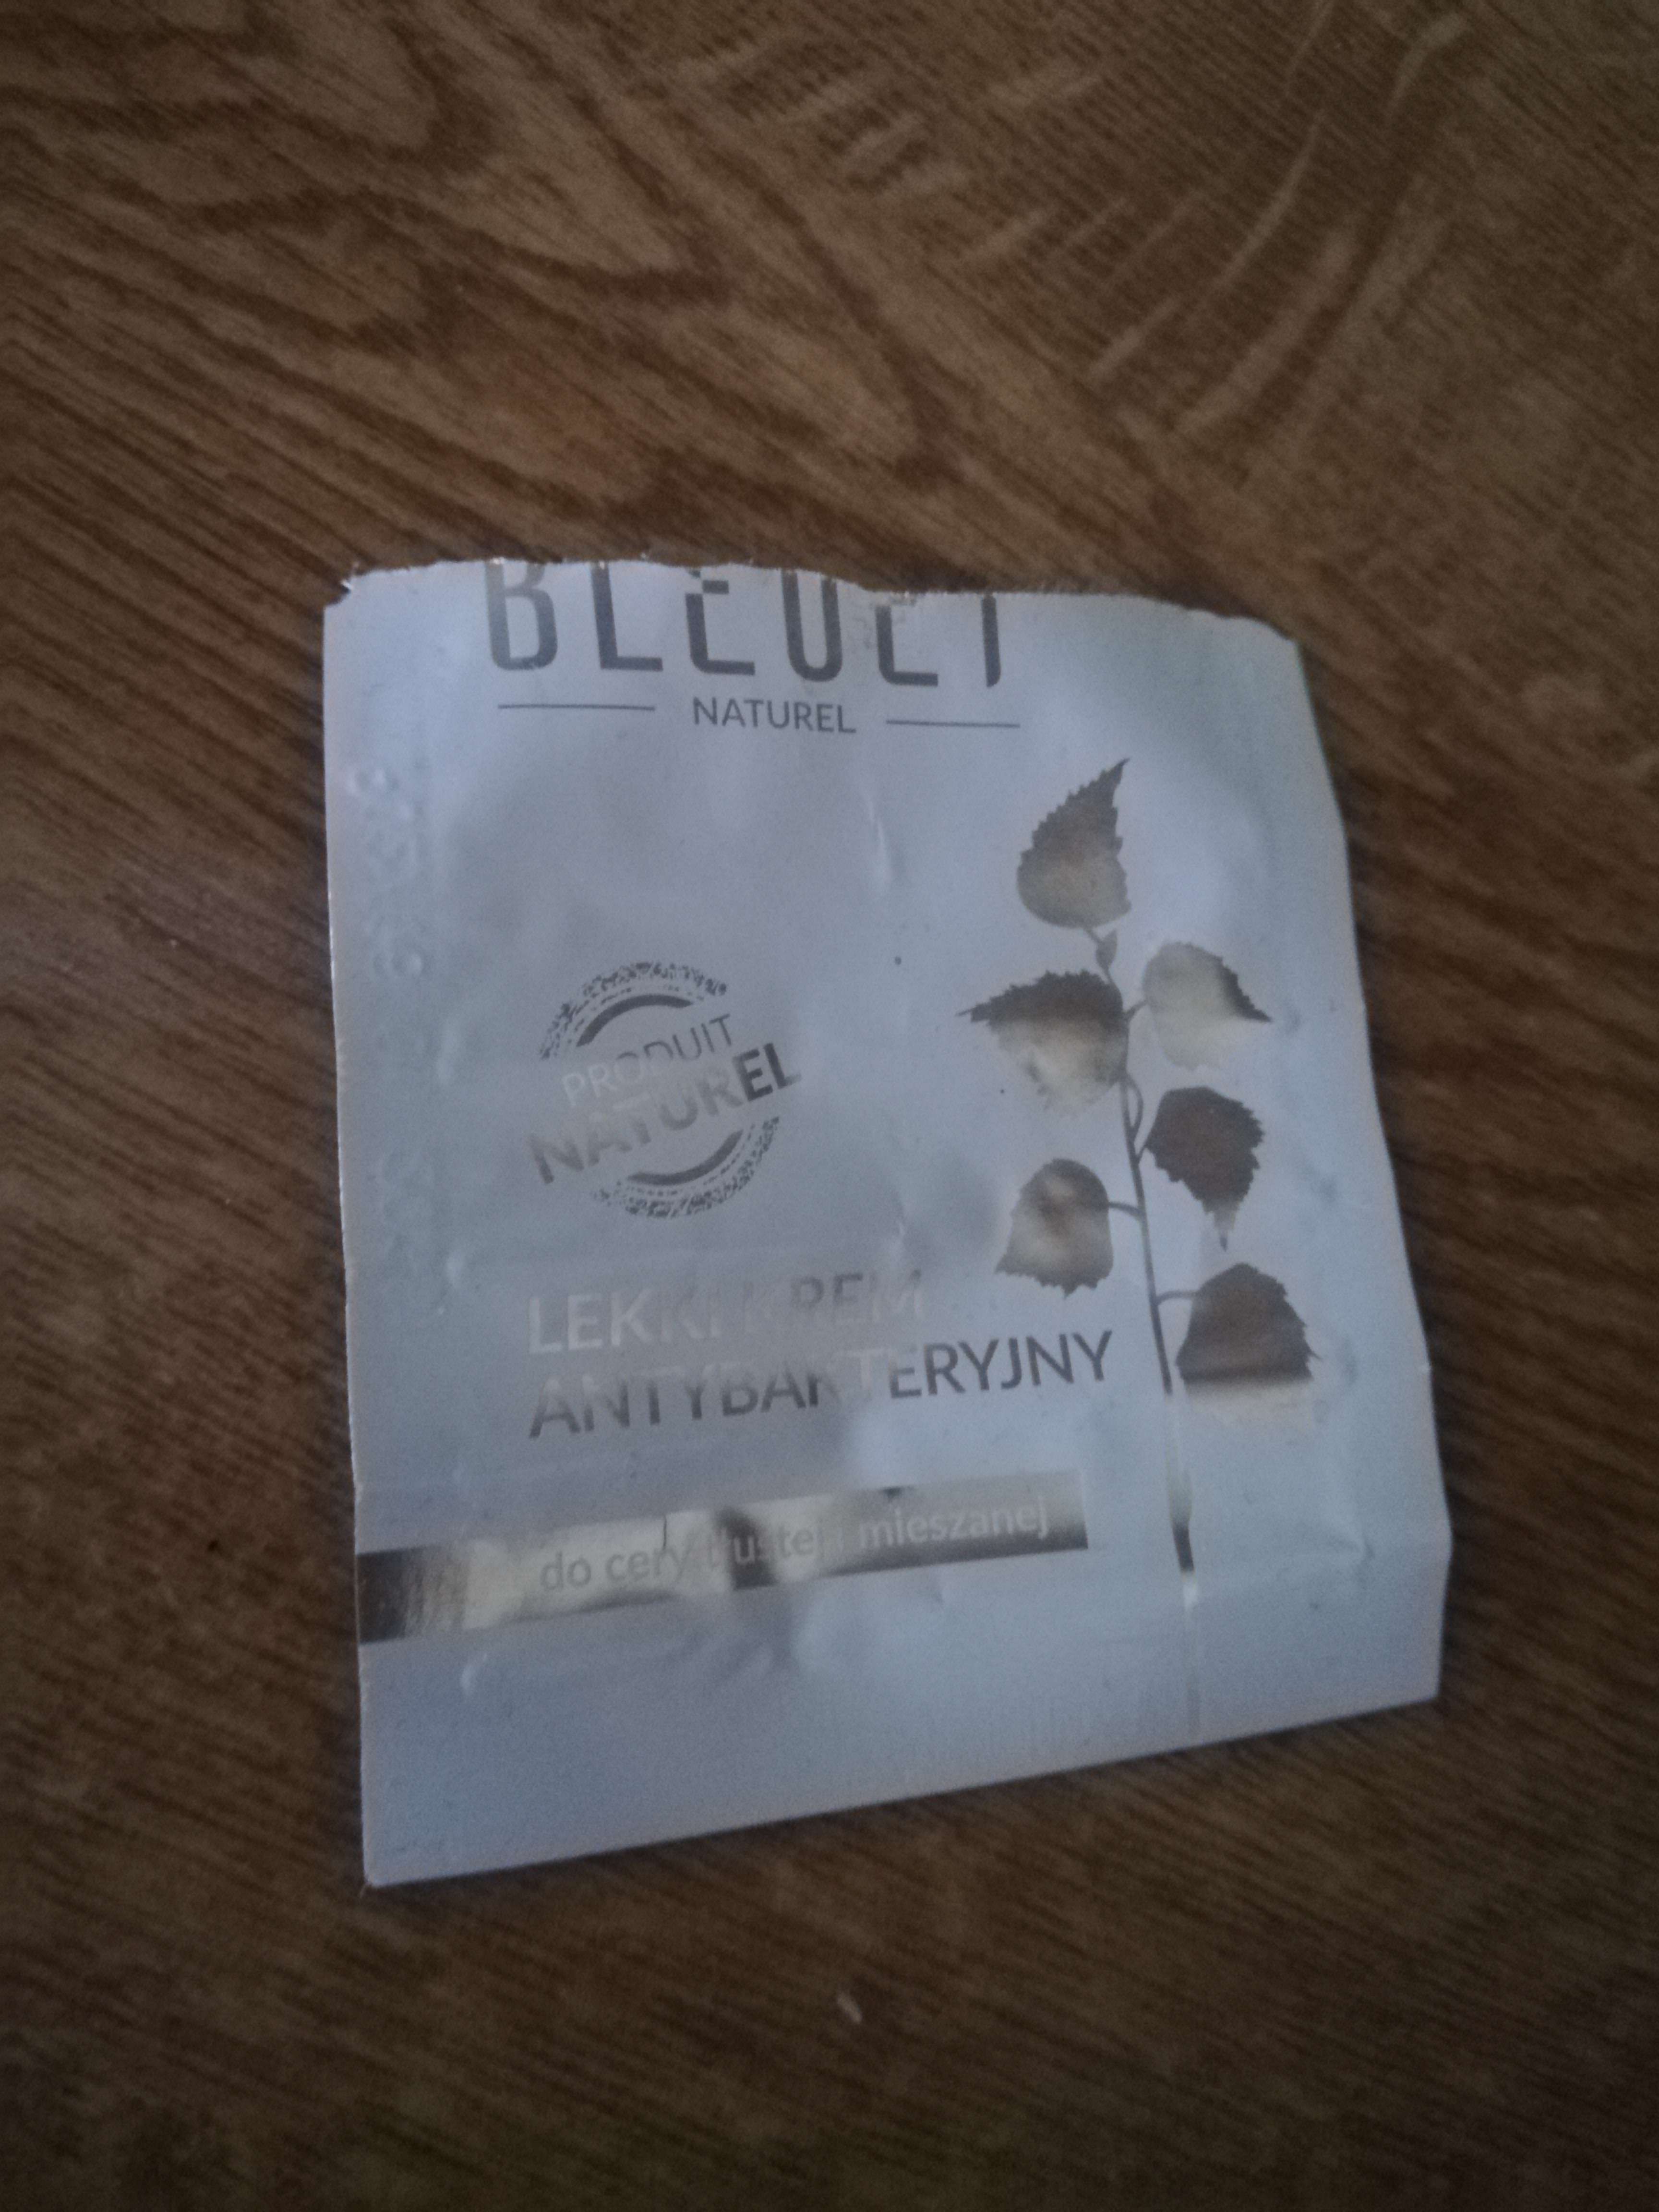 BLEUET
NATUREL
PRODUIT
NATUREL
LEKKI KREM
ANTYBAKTERYJNY
do cery tłustej i mieszanej